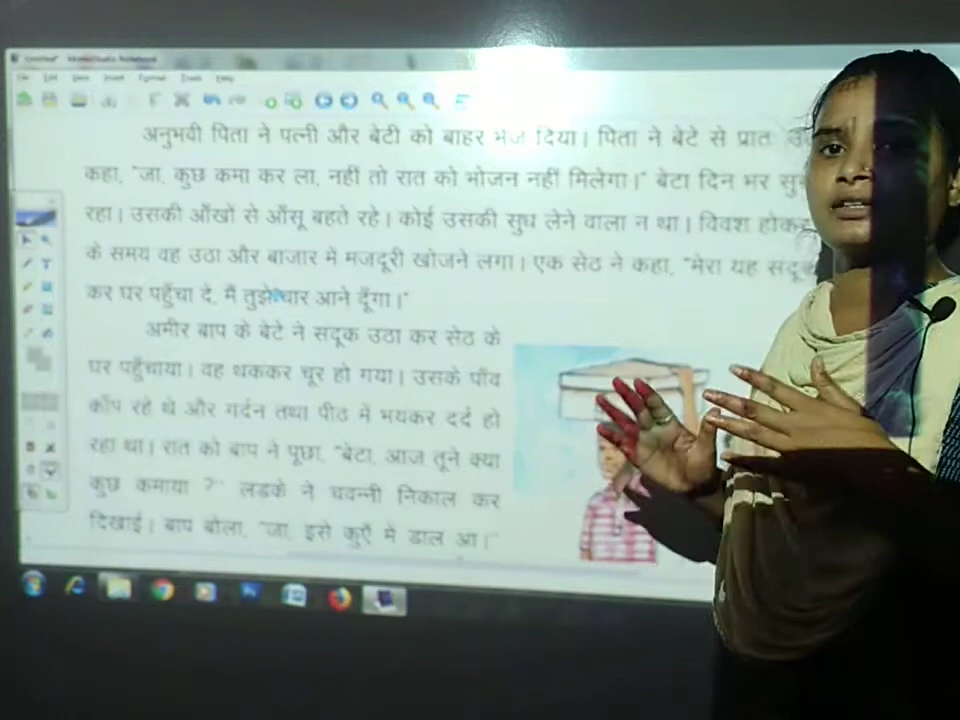 अनुभवी पिता ने पत्नी और बेटी को बाहर भेज दिया। पिता ने बेटे से प्रातः
कहा, "जा, कुछ कमा कर ला, नहीं तो रात को भोजन नहीं मिलेगा।" बेटा दिन भर
रहा। उसकी आँखों से आँसू बहते रहे। कोई उसकी सुध लेने वाला न था। विवश होकर
के समय वह उठा और बाजार में मजदूरी खोजने लगा। एक सेठ ने कहा, "मेरा यह संदूक
कर घर पहुँचा दे, मैं तुझे चार आने दूँगा।"
अमीर बाप के बेटे ने संदूक उठा कर सेठ के
घर पहुँचाया। वह थककर चूर हो गया। उसके पाँव
काँप रहे थे और गर्दन तथा पीठ में भयंकर दर्द हो
रहा था। रात को बाप ने पूछा, "बेटा, आज तूने क्या
कुछ कमाया ?" लडके ने चवन्नी निकाल कर
दिखाई। बाप बोला, "जा, इसे कुएँ में डाल आ।"